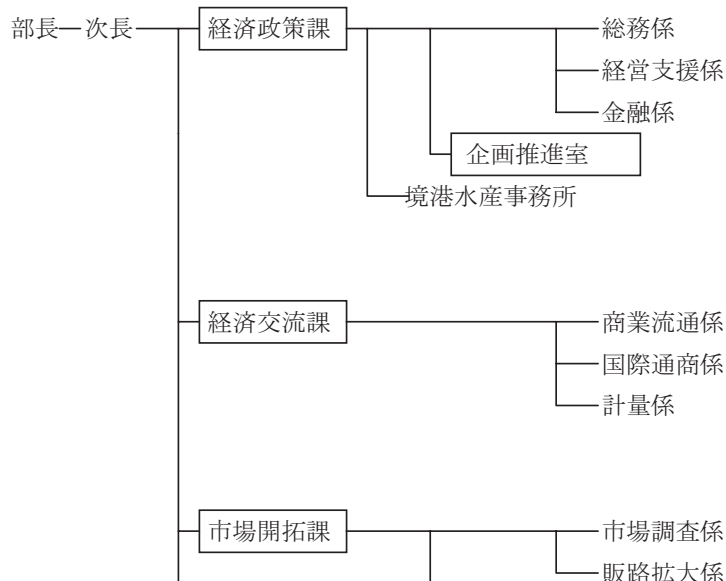 部長 次長 経済政策課 総務係
経営支援係
金融係
企画推進室
境港水産事務所
経済交流課 商業流通係
国際通商係
計量係
市場開拓課 市場調査係
販路拡大係